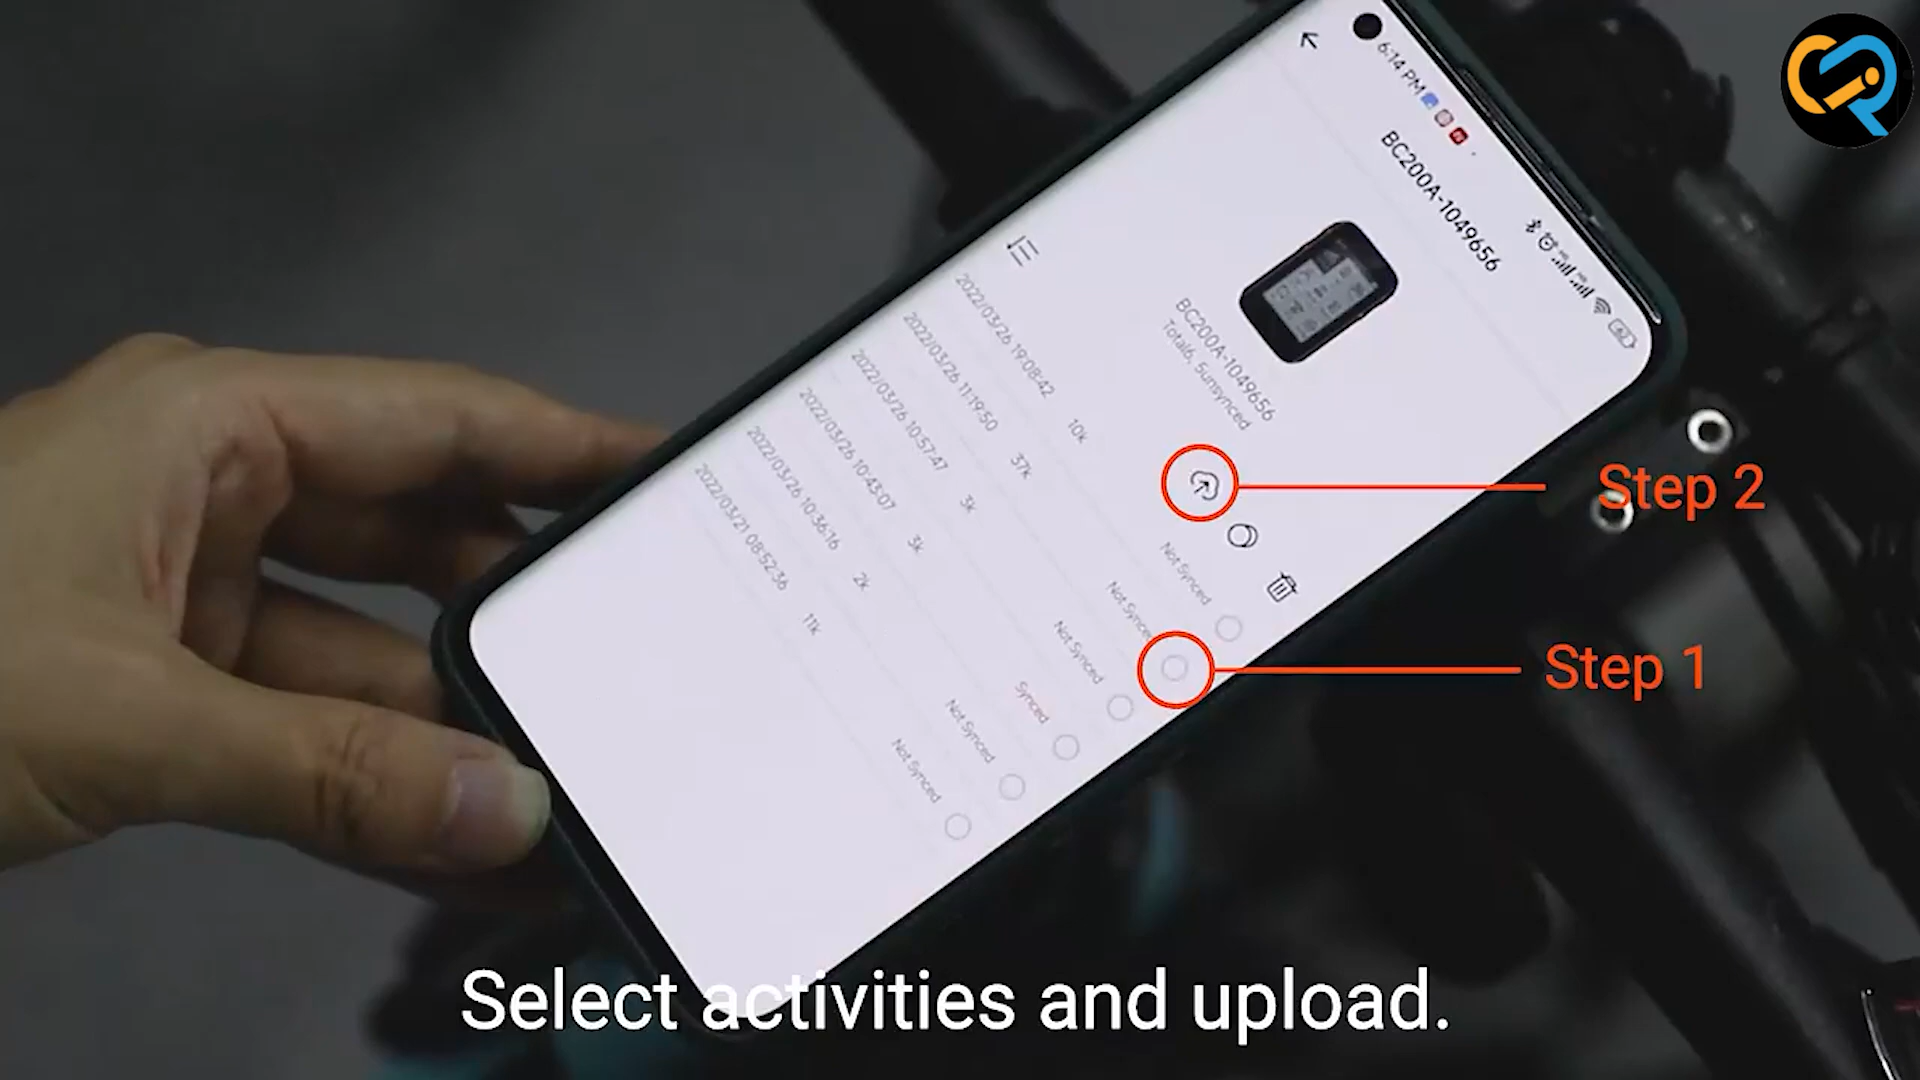 6:14 PM
BC200A-1049656
BC200A-1049656
Total6, 5unsynced
2022/03/26 19:08:42 10k Not Synced
2022/03/26 11:19:50 37k Not Synced
2022/03/26 10:57:47 3k Not Synced
2022/03/26 10:43:07 3k Synced
2022/03/26 10:36:16 2k Not Synced
2022/03/21 08:52:36 11k Not Synced
Step 2
Step 1
Select activities and upload.